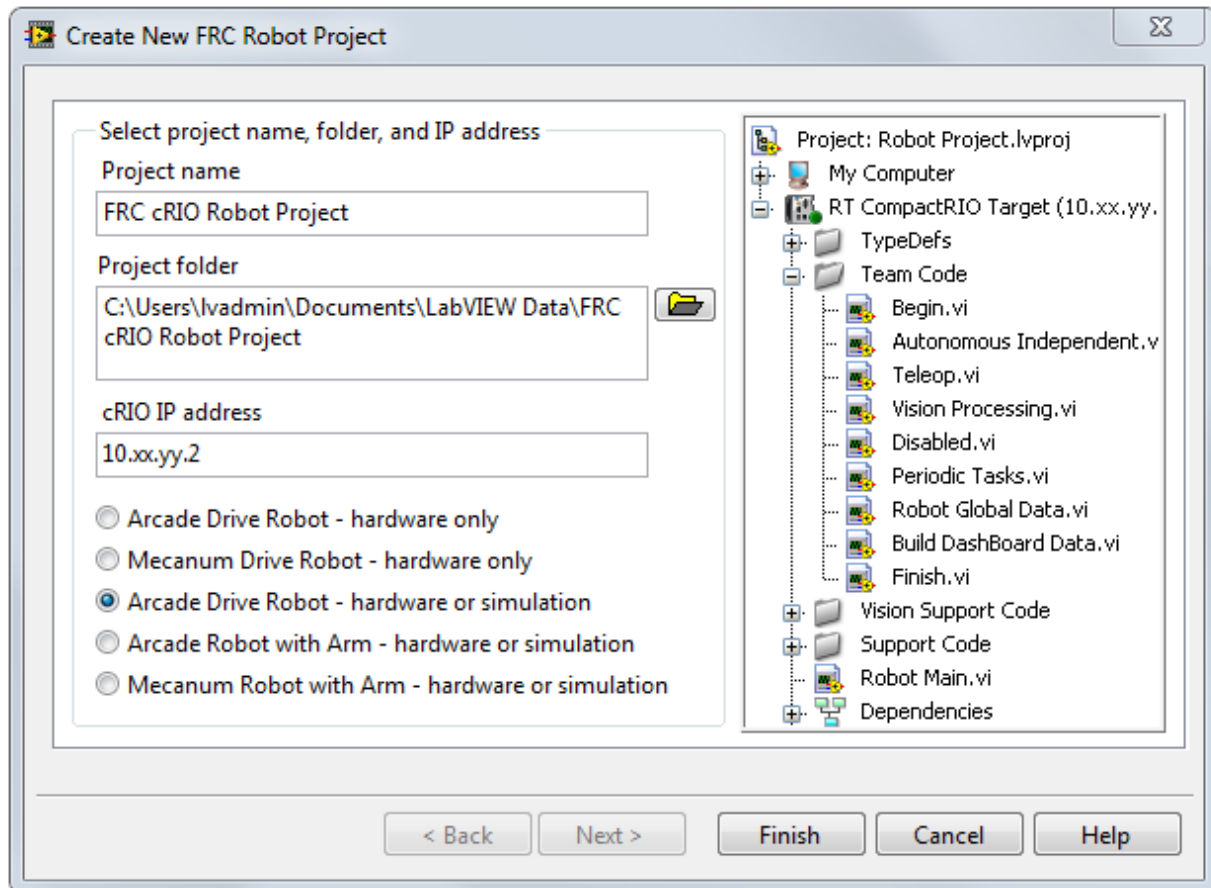 Create New FRC Robot Project
Select project name, folder, and IP address
Project name
FRC cRIO Robot Project
Project folder
C:\Users\lvadmin\Documents\LabVIEW Data\FRC
cRIO Robot Project
cRIO IP address
10.xx.yy.2
Arcade Drive Robot - hardware only
Mecanum Drive Robot - hardware only
Arcade Drive Robot - hardware or simulation
Arcade Robot with Arm - hardware or simulation
Mecanum Robot with Arm - hardware or simulation
Project: Robot Project.lvproj
My Computer
RT CompactRIO Target (10.xx.yy.
TypeDefs
Team Code
Begin.vi
Autonomous Independent.v
Teleop.vi
Vision Processing.vi
Disabled.vi
Periodic Tasks.vi
Robot Global Data.vi
Build DashBoard Data.vi
Finish.vi
Vision Support Code
Support Code
Robot Main.vi
Dependencies
< Back
Next >
Finish
Cancel
Help